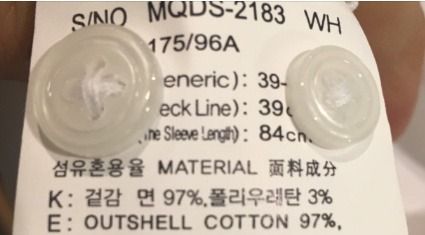 S/NO MQDS-2183 WH
175/96A
eneric): 39-
eck Line): 39
he Sleeve Length): 84cm
섬유혼용율 MATERIAL 面料成分
K: 겉감 면 97%,폴리우레탄 3%
E: OUTSHELL COTTON 97%,